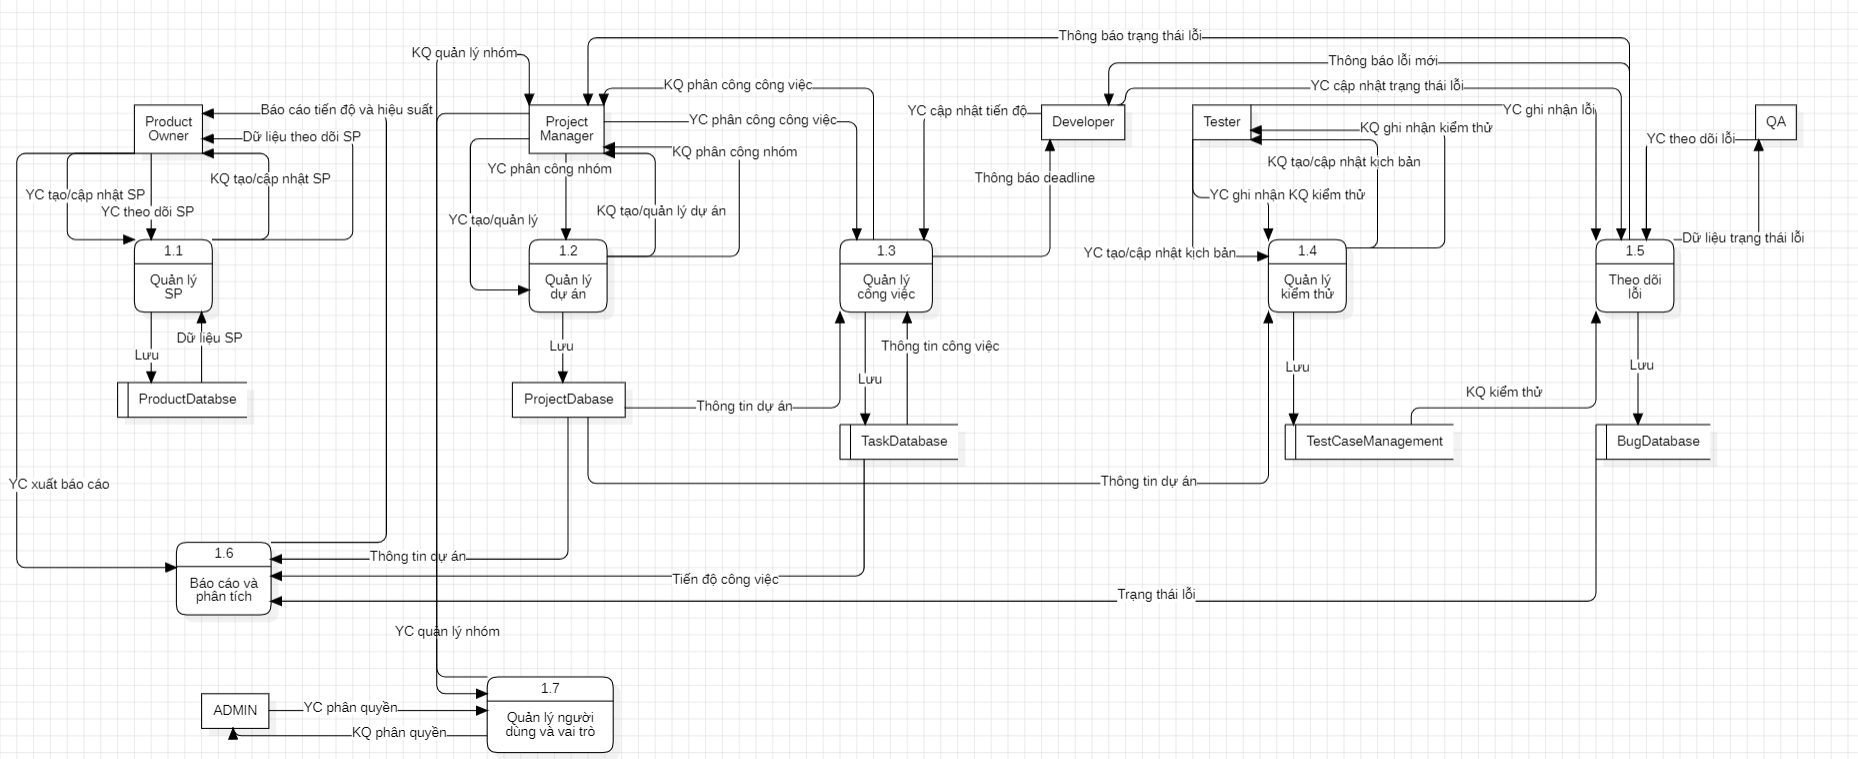 Thông báo trạng thái lỗi
KQ quản lý nhóm
Thông báo lỗi mới
KQ phân công công việc
YC cập nhật trạng thái lỗi
Báo cáo tiến độ và hiệu suất
YC cập nhật tiến độ
YC ghi nhận lỗi
Product
Owner
Project
Manager
YC phân công công việc
Developer
Tester
QA
KQ ghi nhận kiểm thử
Dữ liệu theo dõi SP
YC theo dõi lỗi
KQ phân công nhóm
KQ tạo/cập nhật kịch bản
YC phân công nhóm
KQ tạo/cập nhật SP
Thông báo deadline
YC tạo/cập nhật SP
YC ghi nhận KQ kiểm thử
YC theo dõi SP
KQ tạo/quản lý dự án
YC tạo/quản lý
Dữ liệu trạng thái lỗi
1.1
Quản lý
SP
1.2
Quản lý
dự án
1.3
Quản lý
công việc
YC tạo/cập nhật kịch bản
1.4
Quản lý
kiểm thử
1.5
Theo dõi
lỗi
Dữ liệu SP
Lưu
Lưu
Thông tin công việc
Lưu
Lưu
Lưu
ProductDatabse
ProjectDabase
Thông tin dự án
KQ kiểm thử
TaskDatabase
TestCaseManagement
BugDatabase
YC xuất báo cáo
Thông tin dự án
1.6
Báo cáo và
phân tích
Thông tin dự án
Tiến độ công việc
Trạng thái lỗi
YC quản lý nhóm
1.7
Quản lý người
dùng và vai trò
ADMIN
YC phân quyền
KQ phân quyền